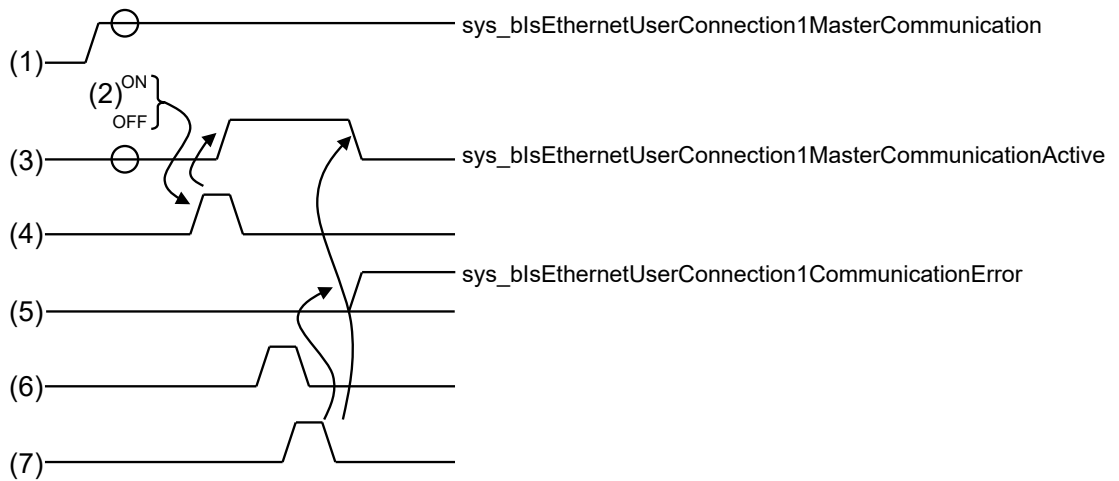 sys_bIsEthernetUserConnection1MasterCommunication
(1)
(2) ON
OFF
(3) sys_bIsEthernetUserConnection1MasterCommunicationActive
(4)
sys_bIsEthernetUserConnection1CommunicationError
(5)
(6)
(7)